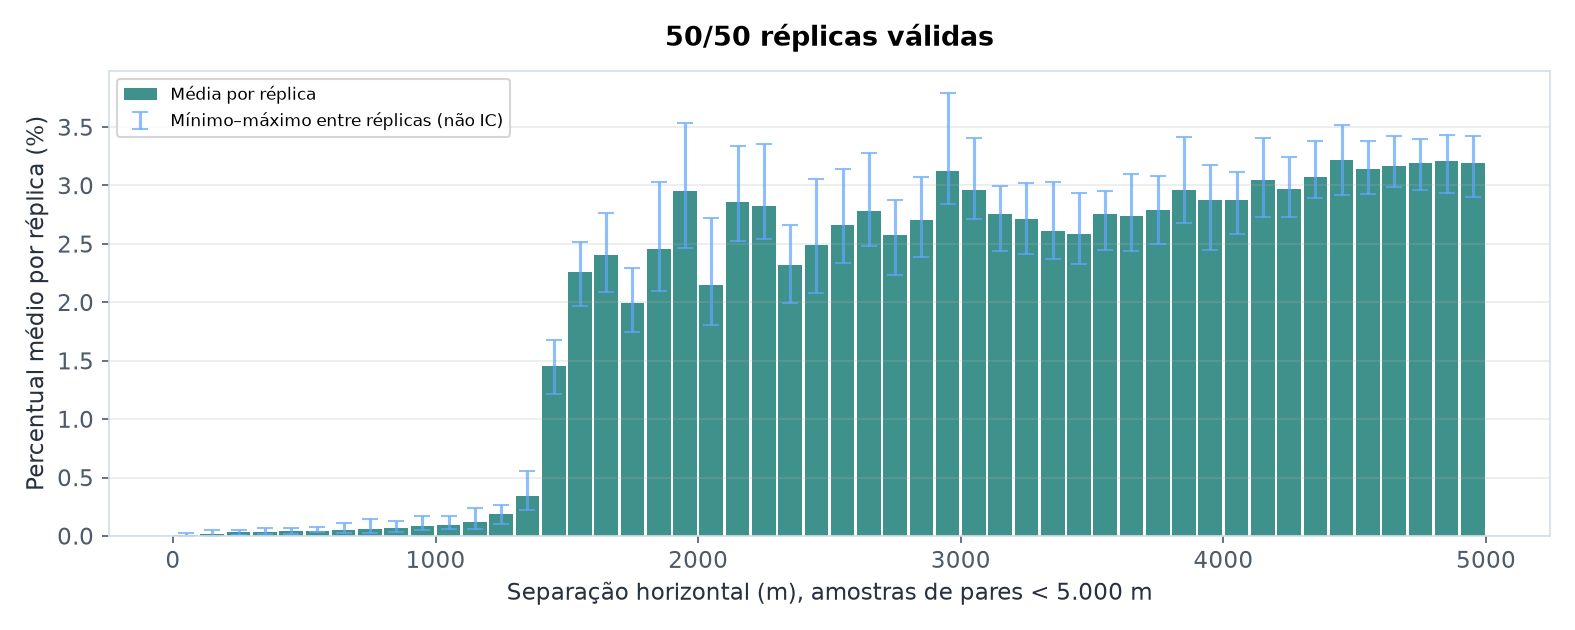 50/50 réplicas válidas
Média por réplica
Mínimo–máximo entre réplicas (não IC)
Percentual médio por réplica (%)
3.5
3.0
2.5
2.0
1.5
1.0
0.5
0.0
0 1000 2000 3000 4000 5000
Separação horizontal (m), amostras de pares < 5.000 m